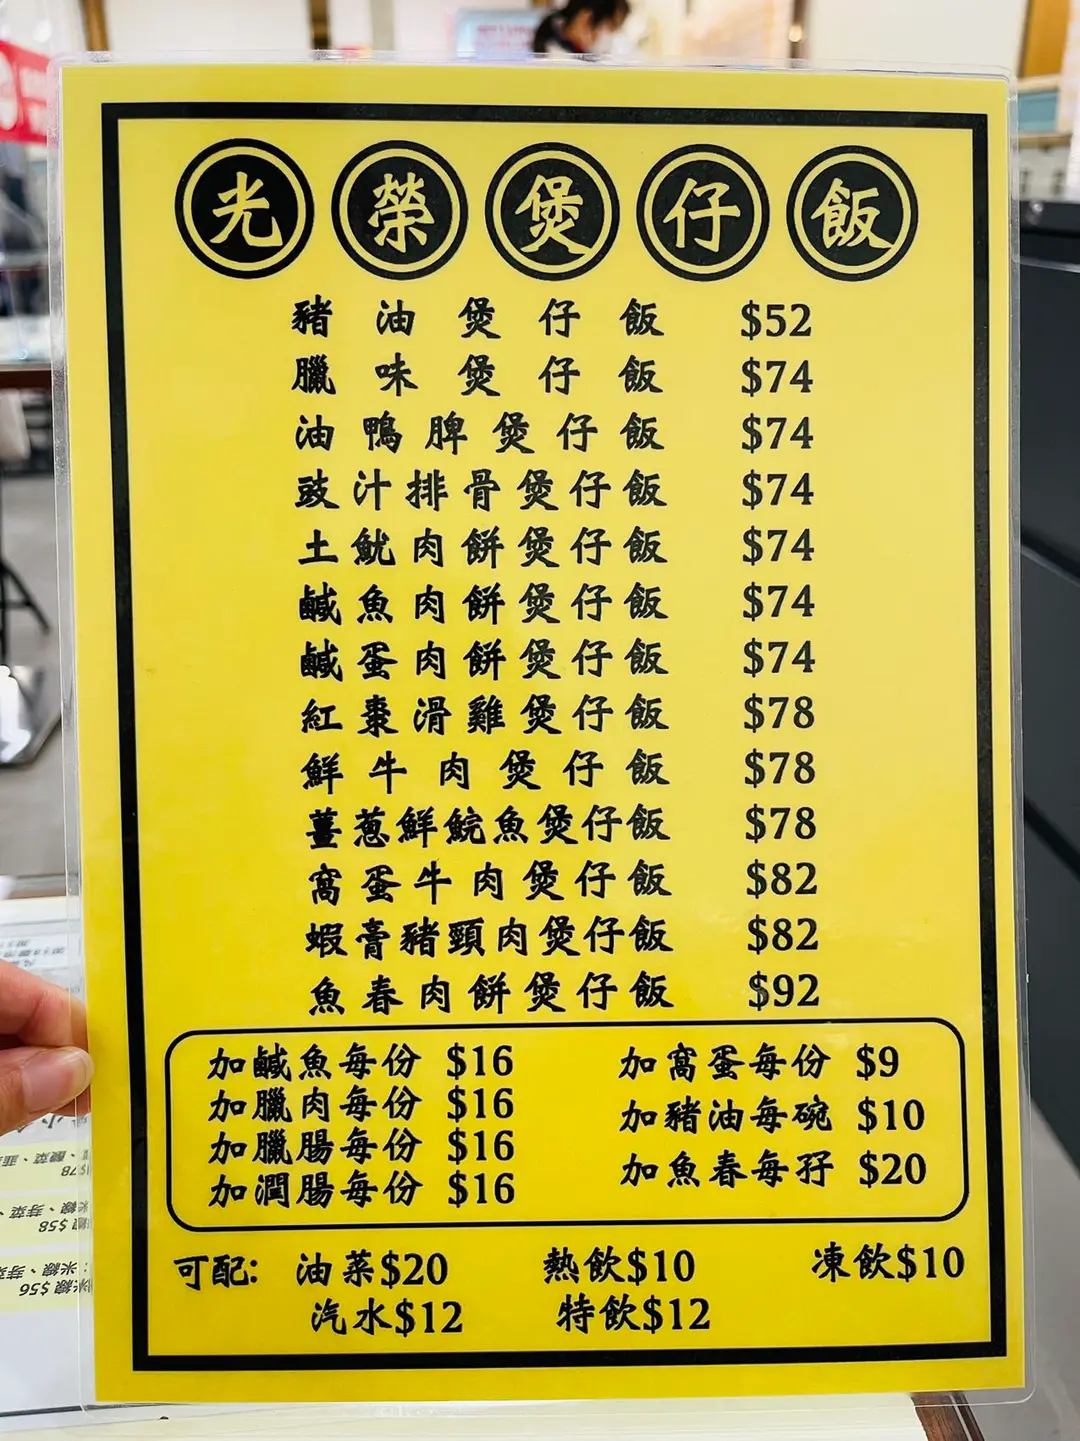 光榮煲仔飯
豬油煲仔飯 $52
臘味煲仔飯 $74
油鴨脾煲仔飯 $74
豉汁排骨煲仔飯 $74
土魷肉餅煲仔飯 $74
鹹魚肉餅煲仔飯 $74
鹹蛋肉餅煲仔飯 $74
紅棗滑雞煲仔飯 $78
鮮牛肉煲仔飯 $78
薑蔥鮮鯇魚煲仔飯 $78
窩蛋牛肉煲仔飯 $82
蝦膏豬頸肉煲仔飯 $82
魚春肉餅煲仔飯 $92
加鹹魚每份 $16
加臘肉每份 $16
加臘腸每份 $16
加潤腸每份 $16
加窩蛋每份 $9
加豬油每碗 $10
加魚春每孖 $20
可配: 油菜$20 熱飲$10 凍飲$10
汽水$12 特飲$12